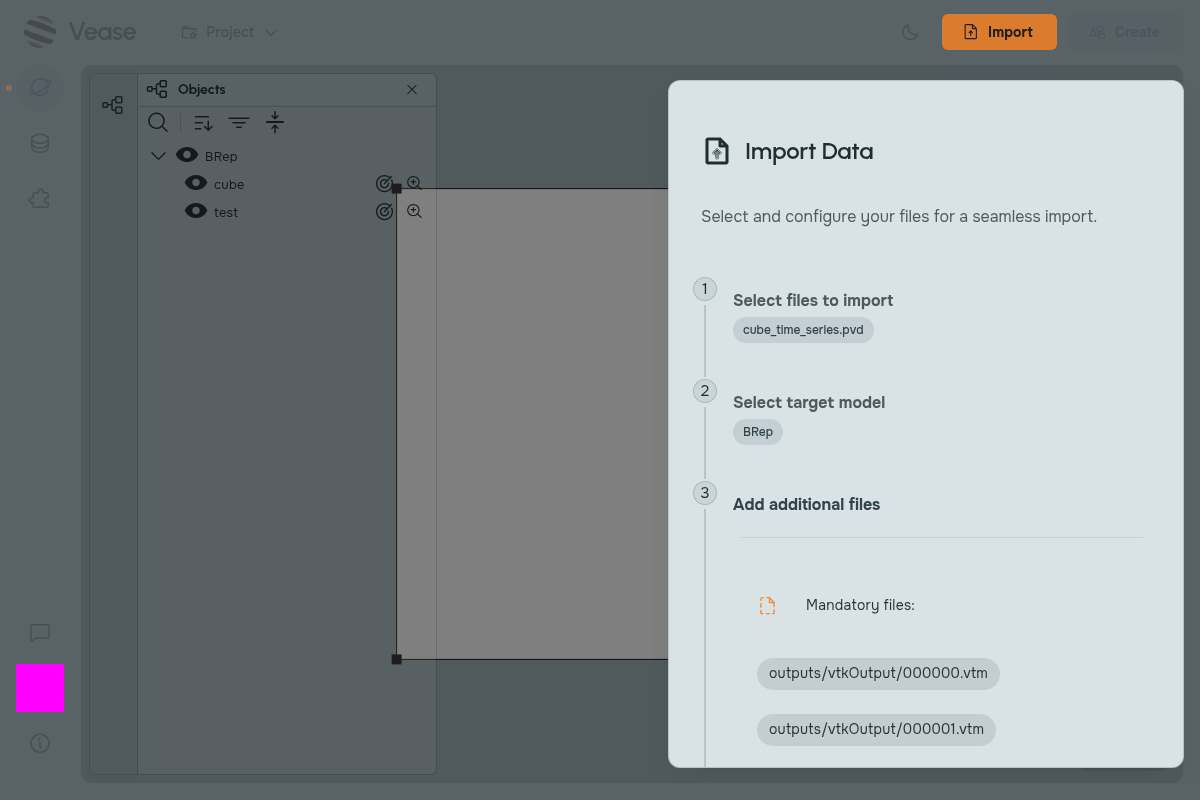 Vease
Project
Import
Create
Objects
BRep
cube
test
Import Data
Select and configure your files for a seamless import.
1
Select files to import
cube_time_series.pvd
2
Select target model
BRep
3
Add additional files
Mandatory files:
outputs/vtkOutput/000000.vtm
outputs/vtkOutput/000001.vtm